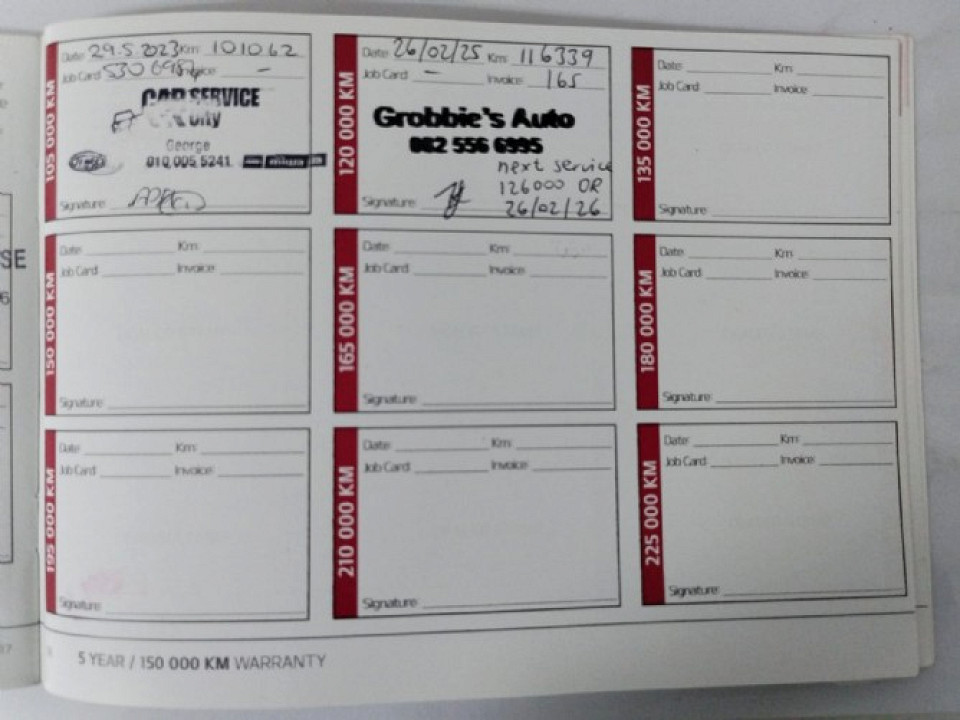 105 000 KM
Date: 29.5.2023 Km: 101062
Job Card 530 Invoice: -
CAR SERVICE
City
George
010 005 5241
Signature:
120 000 KM
Date: 26/02/25 Km: 116339
Job Card - Invoice: 165
Grobbie's Auto
082 556 6995
next service
126000 OR
26/02/26
Signature:
135 000 KM
Date: Km:
Job Card: Invoice:
Signature:
150 000 KM
Date: Km:
Job Card: Invoice:
Signature:
165 000 KM
Date: Km:
Job Card: Invoice:
Signature:
180 000 KM
Date: Km:
Job Card: Invoice:
Signature:
195 000 KM
Date: Km:
Job Card: Invoice:
Signature:
210 000 KM
Date: Km:
Job Card: Invoice:
Signature:
225 000 KM
Date: Km:
Job Card: Invoice:
Signature:
5 YEAR / 150 000 KM WARRANTY
SE
6